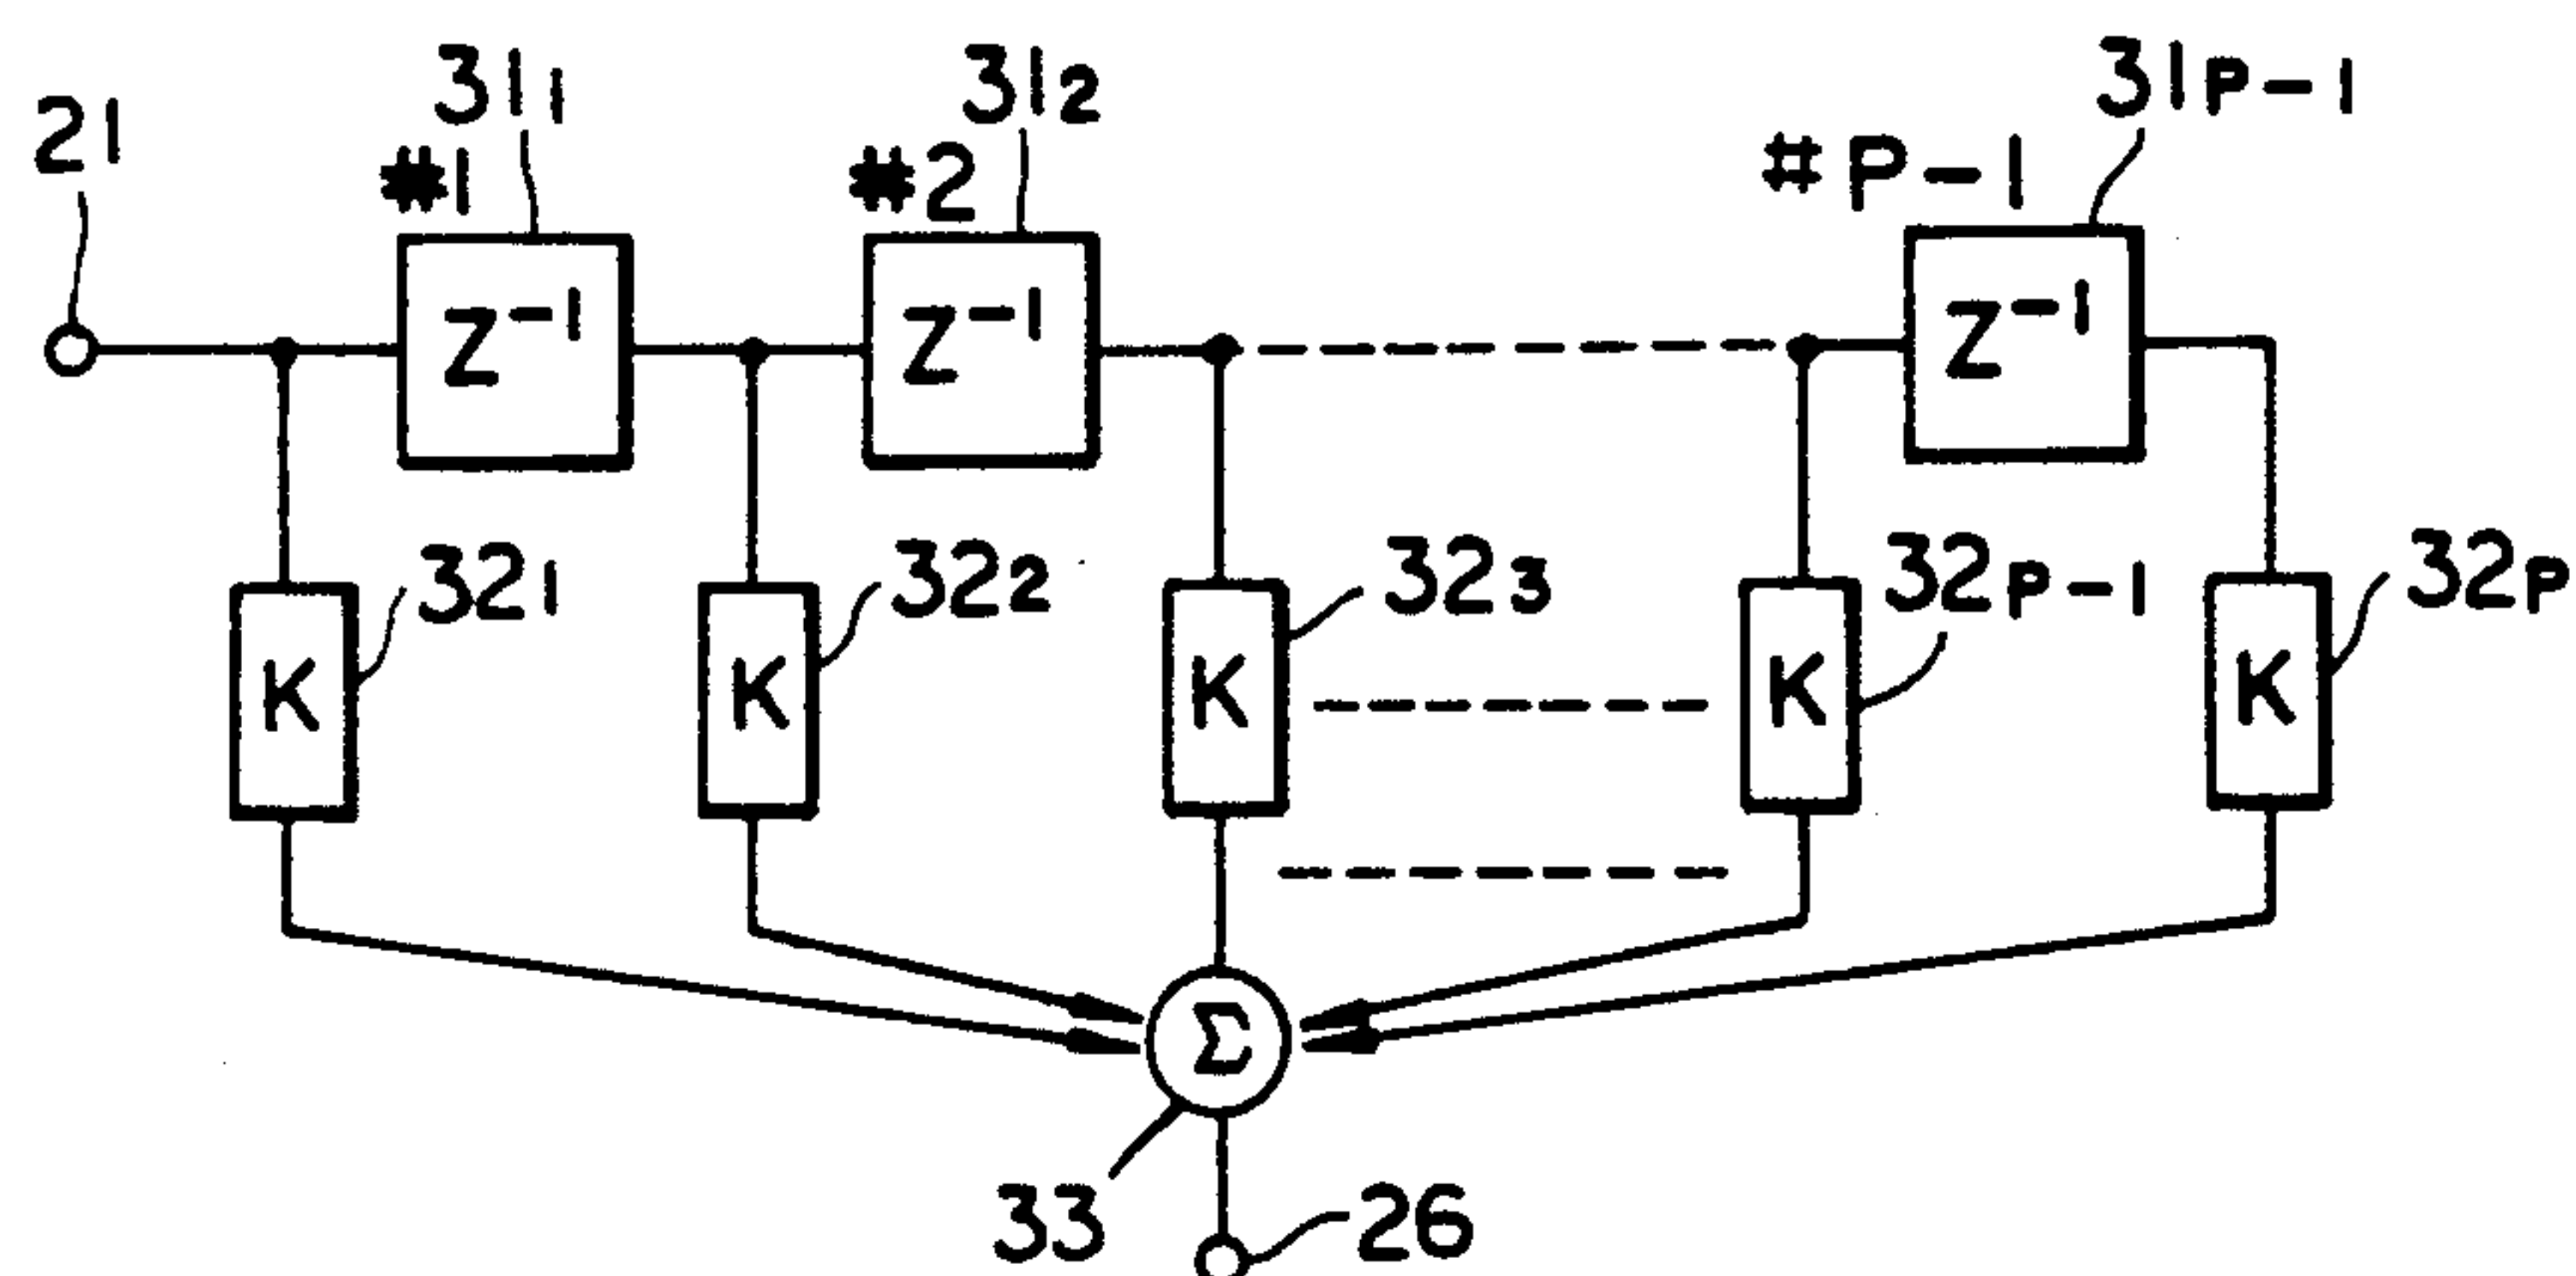 21
31₁
#1
31₂
#2
31P-1
#P-1
Z⁻¹
Z⁻¹
Z⁻¹
K
32₁
K
32₂
K
32₃
K
32P-1
K
32P
Σ
33
26